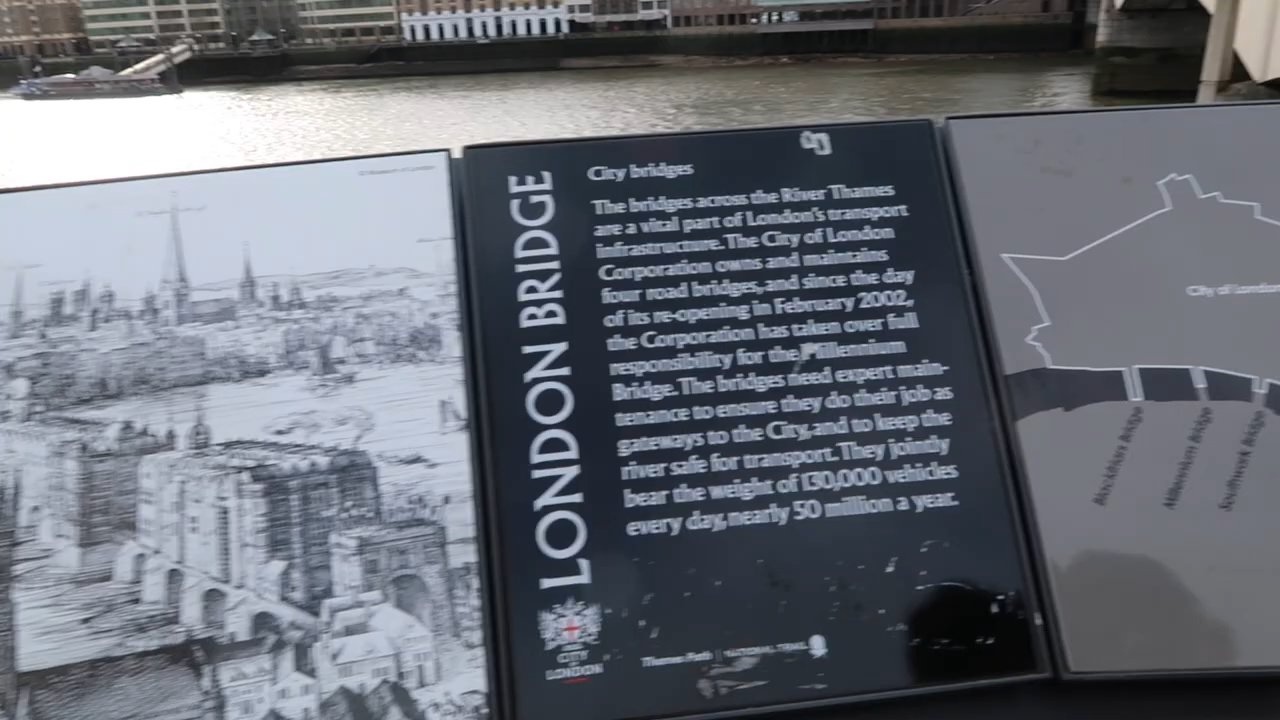 © Museum of London
LONDON BRIDGE
City bridges
The bridges across the River Thames
are a vital part of London's transport
infrastructure. The City of London
Corporation owns and maintains
four road bridges, and since the day
of its re-opening in February 2002,
the Corporation has taken over full
responsibility for the Millennium
Bridge. The bridges need expert main-
tenance to ensure they do their job as
gateways to the City, and to keep the
river safe for transport. They jointly
bear the weight of 130,000 vehicles
every day, nearly 50 million a year.
CITY
OF
LONDON
Thames Path | NATIONAL TRAIL
City of London
Blackfriars Bridge
Millennium Bridge
Southwark Bridge